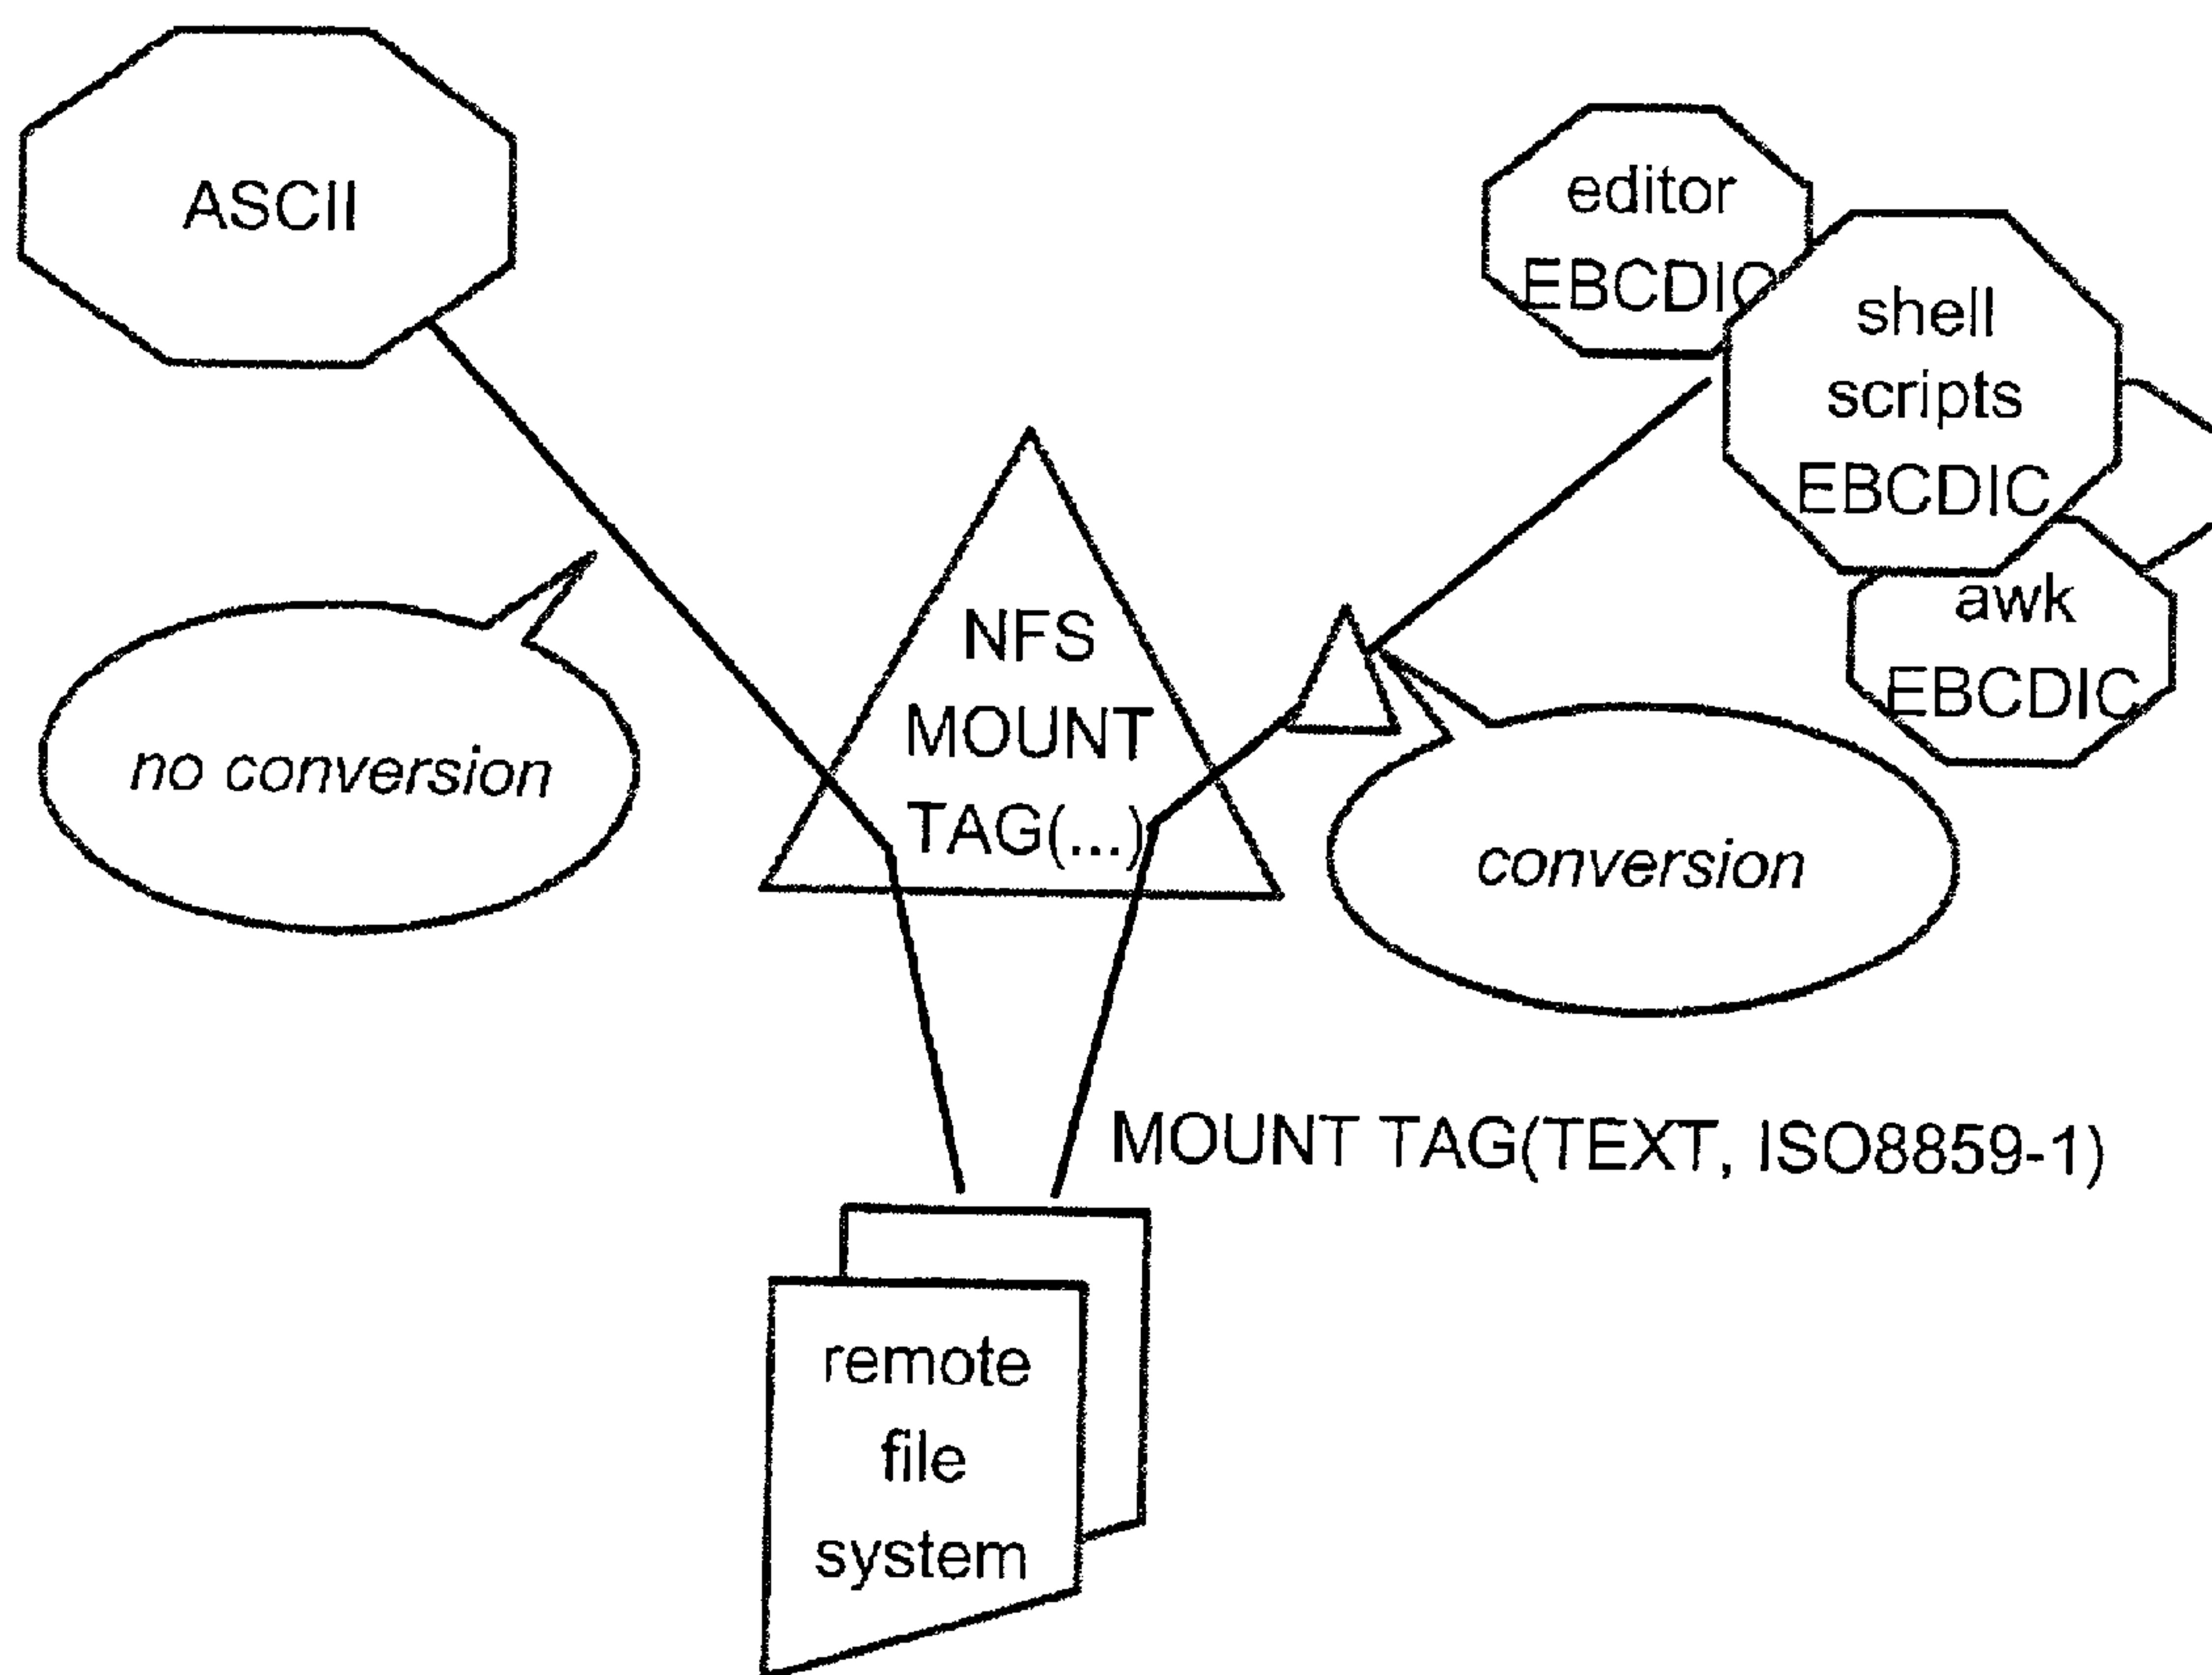 ASCII
editor
EBCDIC
shell
scripts
EBCDIC
awk
EBCDIC
NFS
MOUNT
TAG(...)
no conversion
conversion
MOUNT TAG(TEXT, ISO8859-1)
remote
file
system